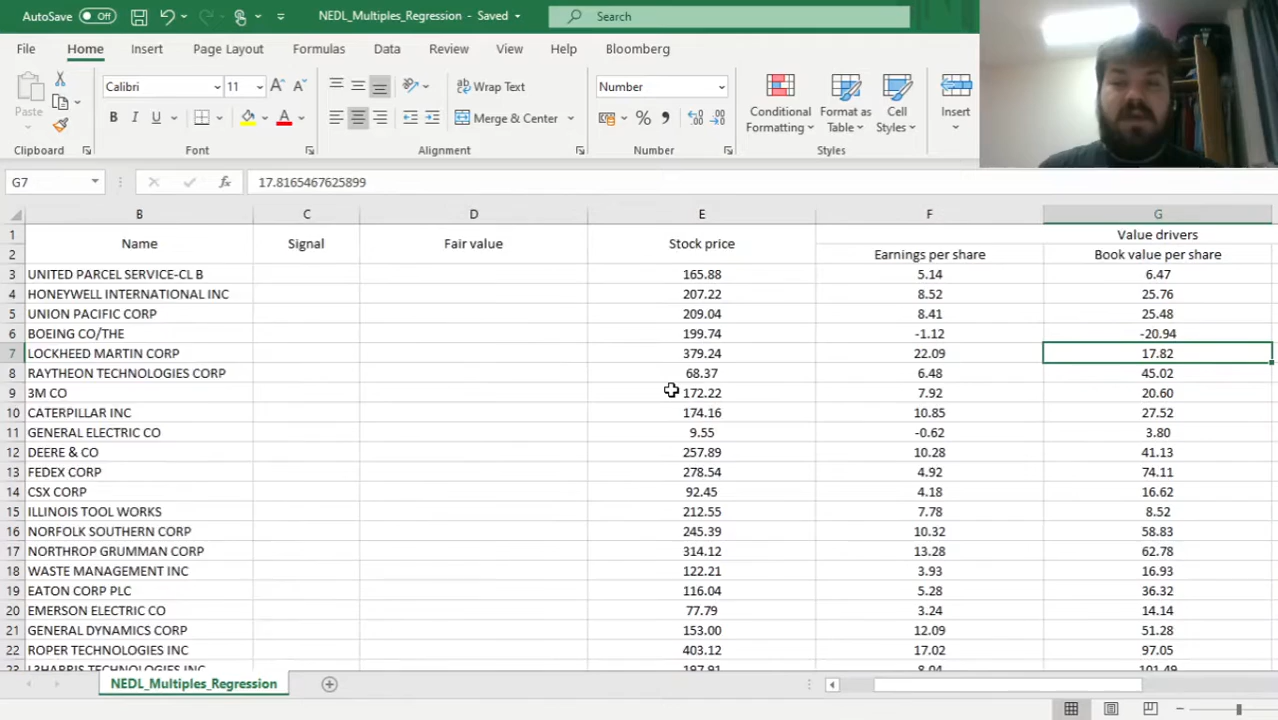 AutoSave Off NEDL_Multiples_Regression - Saved Search
File Home Insert Page Layout Formulas Data Review View Help Bloomberg
Paste Calibri 11 A A Wrap Text Number Conditional Format as Cell Insert
B I U A Merge & Center % Formatting Table Styles
Clipboard Font Alignment Number Styles
G7 fx 17.8165467625899
B C D E F G
1 Name Signal Fair value Stock price Value drivers
2 Earnings per share Book value per share
3 UNITED PARCEL SERVICE-CL B 165.88 5.14 6.47
4 HONEYWELL INTERNATIONAL INC 207.22 8.52 25.76
5 UNION PACIFIC CORP 209.04 8.41 25.48
6 BOEING CO/THE 199.74 -1.12 -20.94
7 LOCKHEED MARTIN CORP 379.24 22.09 17.82
8 RAYTHEON TECHNOLOGIES CORP 68.37 6.48 45.02
9 3M CO 172.22 7.92 20.60
10 CATERPILLAR INC 174.16 10.85 27.52
11 GENERAL ELECTRIC CO 9.55 -0.62 3.80
12 DEERE & CO 257.89 10.28 41.13
13 FEDEX CORP 278.54 4.92 74.11
14 CSX CORP 92.45 4.18 16.62
15 ILLINOIS TOOL WORKS 212.55 7.78 8.52
16 NORFOLK SOUTHERN CORP 245.39 10.32 58.83
17 NORTHROP GRUMMAN CORP 314.12 13.28 62.78
18 WASTE MANAGEMENT INC 122.21 3.93 16.93
19 EATON CORP PLC 116.04 5.28 36.32
20 EMERSON ELECTRIC CO 77.79 3.24 14.14
21 GENERAL DYNAMICS CORP 153.00 12.09 51.28
22 ROPER TECHNOLOGIES INC 403.12 17.02 97.05
23 L3HARRIS TECHNOLOGIES INC 197.91 8.04 101.49
NEDL_Multiples_Regression